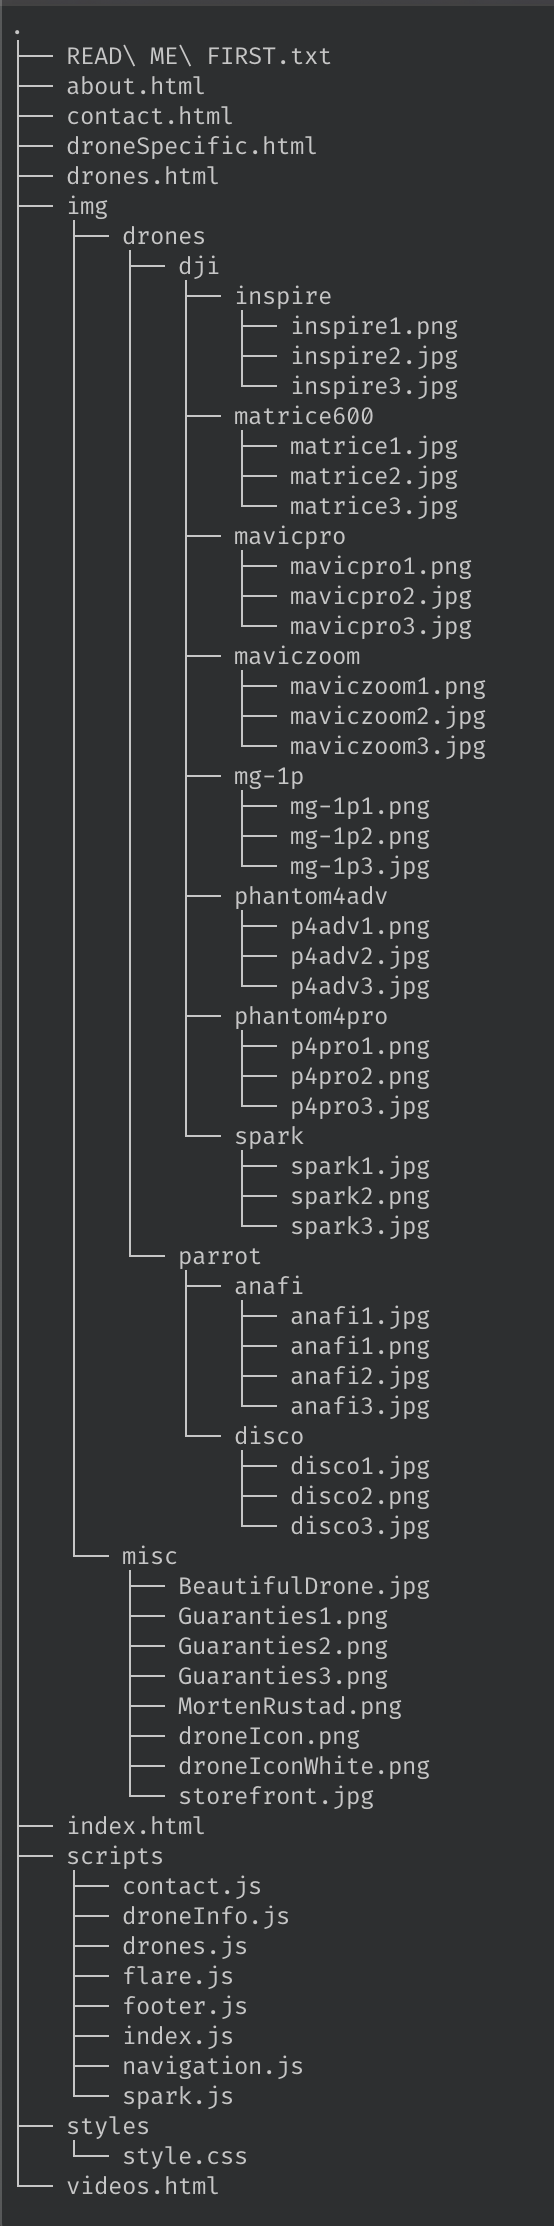 .
├── READ\ ME\ FIRST.txt
├── about.html
├── contact.html
├── droneSpecific.html
├── drones.html
├── img
│   ├── drones
│   │   ├── dji
│   │   │   ├── inspire
│   │   │   │   ├── inspire1.png
│   │   │   │   ├── inspire2.jpg
│   │   │   │   └── inspire3.jpg
│   │   │   ├── matrice600
│   │   │   │   ├── matrice1.jpg
│   │   │   │   ├── matrice2.jpg
│   │   │   │   └── matrice3.jpg
│   │   │   ├── mavicpro
│   │   │   │   ├── mavicpro1.png
│   │   │   │   ├── mavicpro2.jpg
│   │   │   │   └── mavicpro3.jpg
│   │   │   ├── maviczoom
│   │   │   │   ├── maviczoom1.png
│   │   │   │   ├── maviczoom2.jpg
│   │   │   │   └── maviczoom3.jpg
│   │   │   ├── mg-1p
│   │   │   │   ├── mg-1p1.png
│   │   │   │   ├── mg-1p2.png
│   │   │   │   └── mg-1p3.jpg
│   │   │   ├── phantom4adv
│   │   │   │   ├── p4adv1.png
│   │   │   │   ├── p4adv2.jpg
│   │   │   │   └── p4adv3.jpg
│   │   │   ├── phantom4pro
│   │   │   │   ├── p4pro1.png
│   │   │   │   ├── p4pro2.png
│   │   │   │   └── p4pro3.jpg
│   │   │   └── spark
│   │   │       ├── spark1.jpg
│   │   │       ├── spark2.png
│   │   │       └── spark3.jpg
│   │   └── parrot
│   │       ├── anafi
│   │       │   ├── anafi1.jpg
│   │       │   ├── anafi1.png
│   │       │   ├── anafi2.jpg
│   │       │   └── anafi3.jpg
│   │       └── disco
│   │           ├── disco1.jpg
│   │           ├── disco2.png
│   │           └── disco3.jpg
│   └── misc
│       ├── BeautifulDrone.jpg
│       ├── Guaranties1.png
│       ├── Guaranties2.png
│       ├── Guaranties3.png
│       ├── MortenRustad.png
│       ├── droneIcon.png
│       ├── droneIconWhite.png
│       └── storefront.jpg
├── index.html
├── scripts
│   ├── contact.js
│   ├── droneInfo.js
│   ├── drones.js
│   ├── flare.js
│   ├── footer.js
│   ├── index.js
│   ├── navigation.js
│   └── spark.js
├── styles
│   └── style.css
└── videos.html